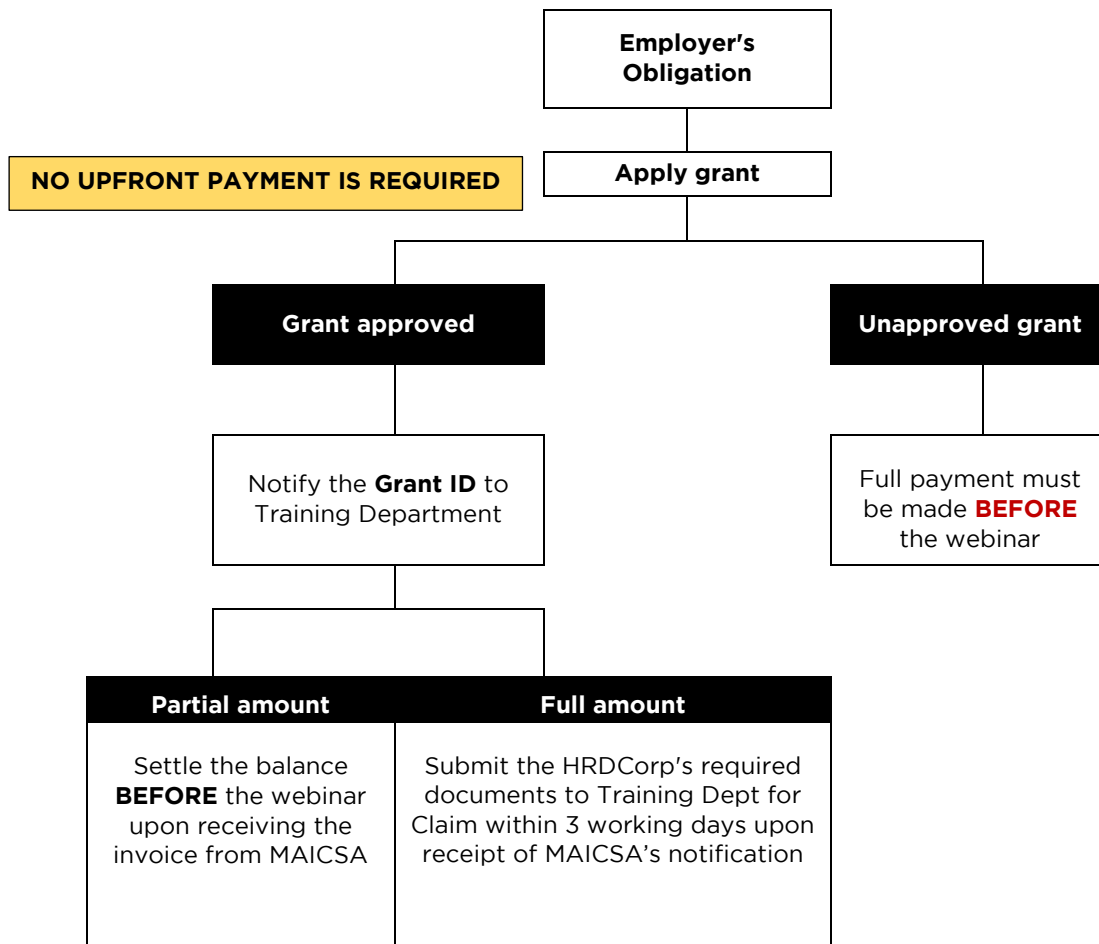 Employer's
Obligation
NO UPFRONT PAYMENT IS REQUIRED
Apply grant
Grant approved
Unapproved grant
Notify the Grant ID to
Training Department
Full payment must
be made BEFORE
the webinar
Partial amount
Full amount
Settle the balance
BEFORE the webinar
upon receiving the
invoice from MAICSA
Submit the HRDCorp's required
documents to Training Dept for
Claim within 3 working days upon
receipt of MAICSA’s notification